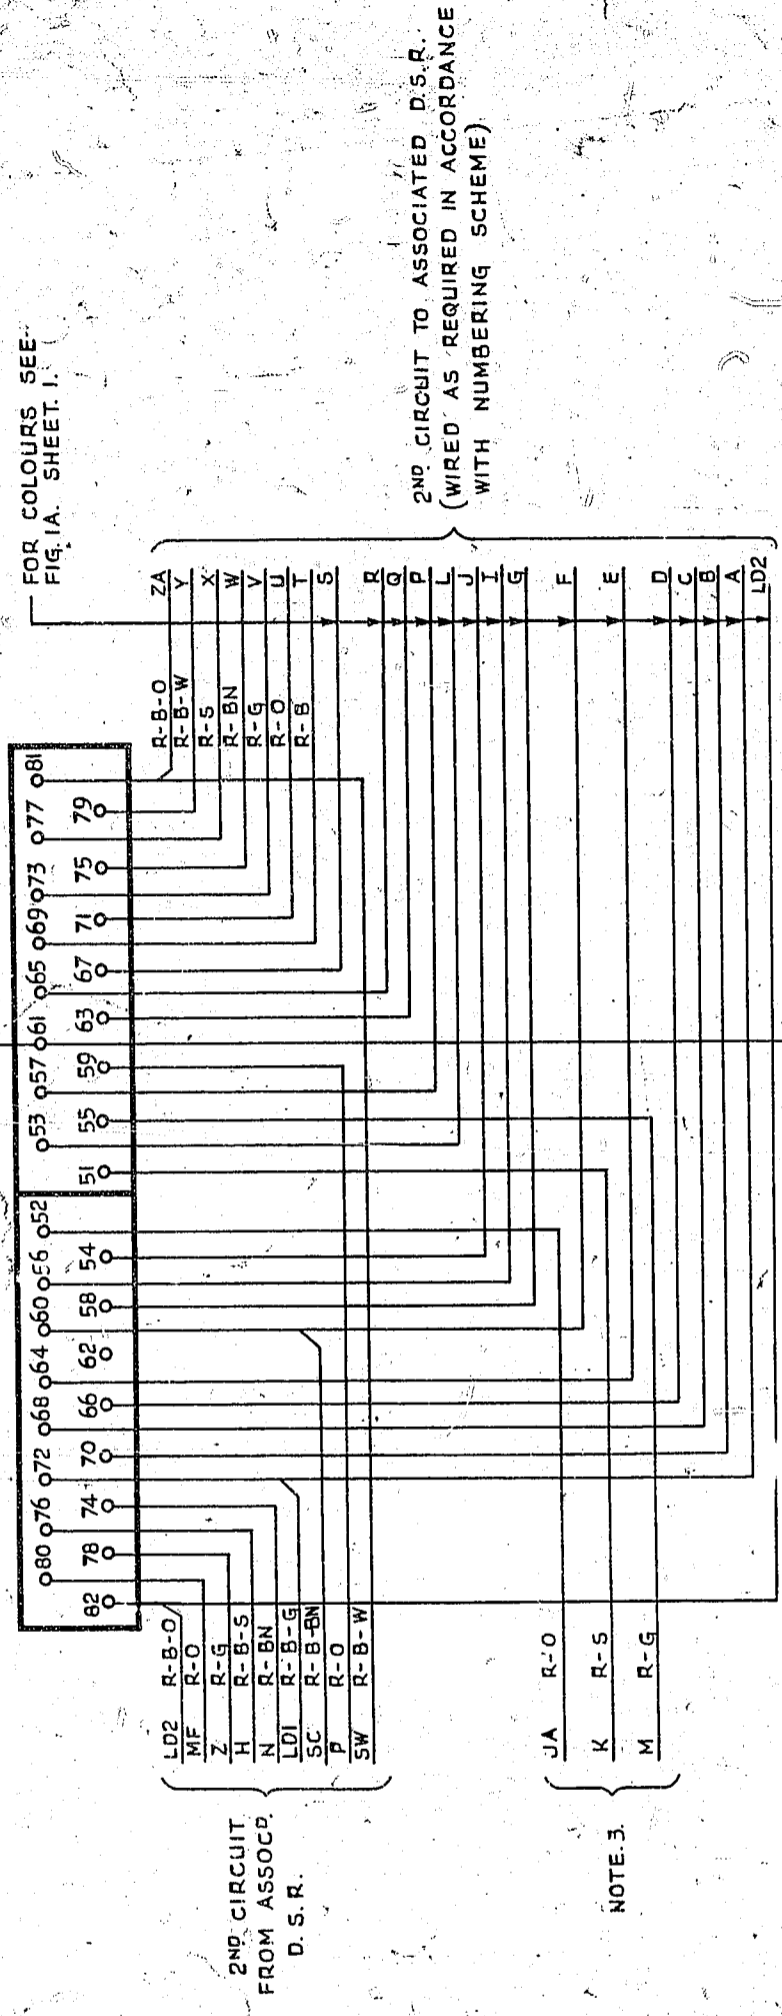 FOR COLOURS SEE-
FIG. 1A. SHEET. 1.
80 76 72 68 64 60 56 52 53 57 61 65 69 73 77 81
82 78 74 70 66 62 58 54 51 55 59 63 67 71 75 79
LD2 R-B-O
MF R-O
Z R-G
H R-B-S
N R-BN
LD1 R-B-G
SC R-B-BN
P R-O
SW R-B-W
2ND CIRCUIT
FROM ASSOCD.
D. S. R.
JA R-O
K R-S
M R-G
NOTE. 3.
R-B-O ZA
R-B-W Y
R-S X
R-BN W
R-G V
R-O U
R-B T
S
R
Q
P
L
J
I
G
F
E
D
C
B
A
LD2
2ND CIRCUIT TO ASSOCIATED D.S.R.
(WIRED AS REQUIRED IN ACCORDANCE
WITH NUMBERING SCHEME)